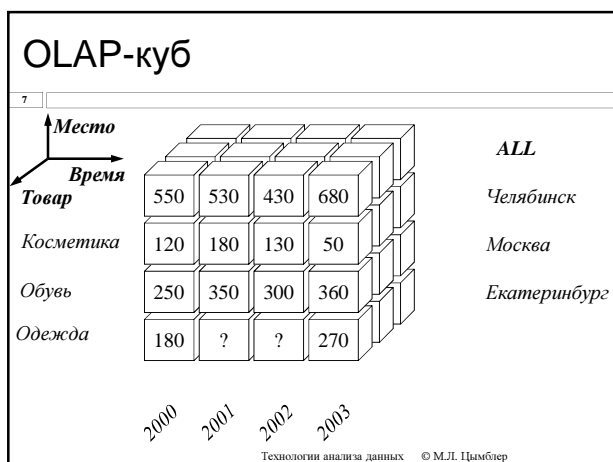 OLAP-куб
7
Место
Время
Товар
ALL
550 530 430 680
Челябинск
Косметика
120 180 130 50
Москва
Обувь
250 350 300 360
Екатеринбург
Одежда
180 ? ? 270
2000 2001 2002 2003
Технологии анализа данных © М.Л. Цымблер